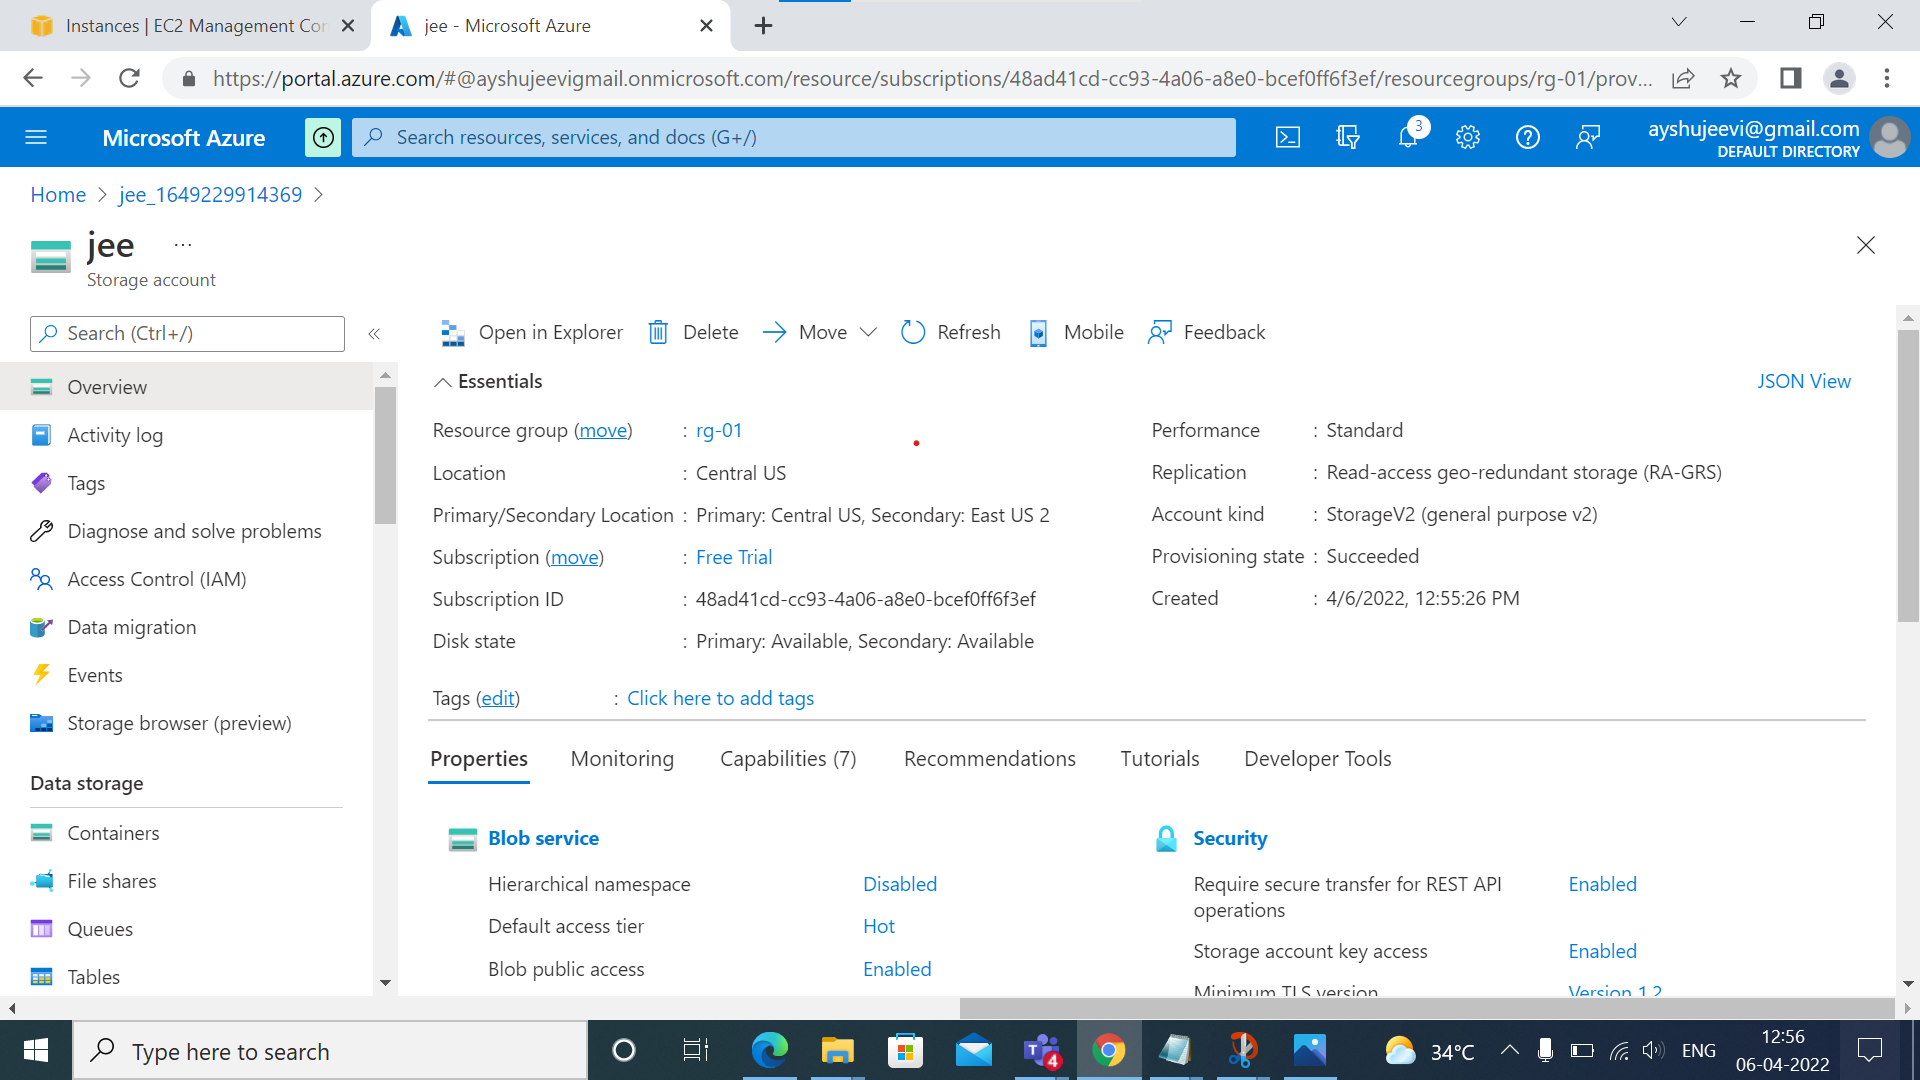 Instances | EC2 Management Con
jee - Microsoft Azure
https://portal.azure.com/#@ayshujeevigmail.onmicrosoft.com/resource/subscriptions/48ad41cd-cc93-4a06-a8e0-bcef0ff6f3ef/resourcegroups/rg-01/prov...
Microsoft Azure
Search resources, services, and docs (G+/)
3
ayshujeevi@gmail.com
DEFAULT DIRECTORY
Home > jee_1649229914369 >
jee ...
Storage account
Search (Ctrl+/)
«
Overview
Activity log
Tags
Diagnose and solve problems
Access Control (IAM)
Data migration
Events
Storage browser (preview)
Data storage
Containers
File shares
Queues
Tables
Open in Explorer Delete Move Refresh Mobile Feedback
Essentials
JSON View
Resource group (move) : rg-01
Location : Central US
Primary/Secondary Location : Primary: Central US, Secondary: East US 2
Subscription (move) : Free Trial
Subscription ID : 48ad41cd-cc93-4a06-a8e0-bcef0ff6f3ef
Disk state : Primary: Available, Secondary: Available
Performance : Standard
Replication : Read-access geo-redundant storage (RA-GRS)
Account kind : StorageV2 (general purpose v2)
Provisioning state : Succeeded
Created : 4/6/2022, 12:55:26 PM
Tags (edit) : Click here to add tags
Properties Monitoring Capabilities (7) Recommendations Tutorials Developer Tools
Blob service
Hierarchical namespace Disabled
Default access tier Hot
Blob public access Enabled
Security
Require secure transfer for REST API operations Enabled
Storage account key access Enabled
Minimum TLS version Version 1.2
Type here to search
4
34°C
ENG
12:56
06-04-2022